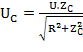 U_C = U.Z_C / √(R²+Z_C²)